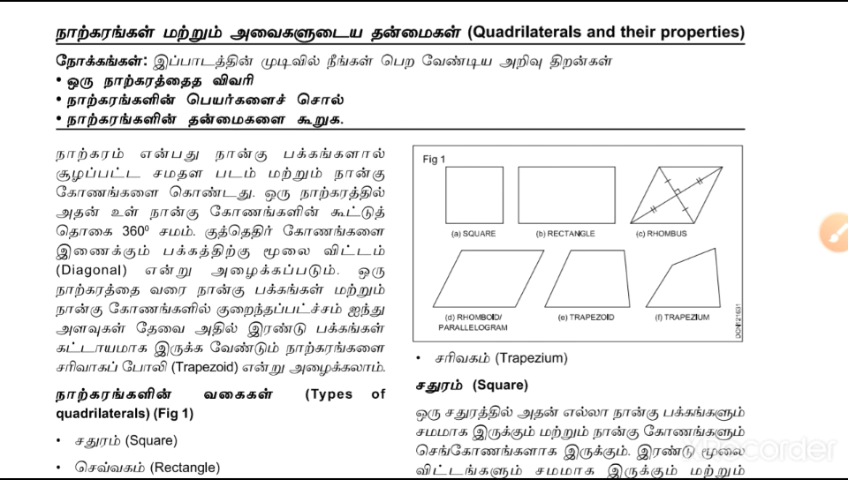 நாற்கரங்கள் மற்றும் அவைகளுடைய தன்மைகள் (Quadrilaterals and their properties)
நோக்கங்கள்: இப்பாடத்தின் முடிவில் நீங்கள் பெற வேண்டிய அறிவு திறன்கள்
• ஒரு நாற்கரத்தைத விவரி
• நாற்கரங்களின் பெயர்களைச் சொல்
• நாற்கரங்களின் தன்மைகளை கூறுக.
நாற்கரம் என்பது நான்கு பக்கங்களால்
சூழப்பட்ட சமதள படம் மற்றும் நான்கு
கோணங்களை கொண்டது. ஒரு நாற்கரத்தில்
அதன் உள் நான்கு கோணங்களின் கூட்டுத்
தொகை 360⁰ சமம். குத்தெதிர் கோணங்களை
இணைக்கும் பக்கத்திற்கு மூலை விட்டம்
(Diagonal) என்று அழைக்கப்படும். ஒரு
நாற்கரத்தை வரை நான்கு பக்கங்கள் மற்றும்
நான்கு கோணங்களில் குறைந்தப்பட்ச்சம் ஐந்து
அளவுகள் தேவை அதில் இரண்டு பக்கங்கள்
கட்டாயமாக இருக்க வேண்டும் நாற்கரங்களை
சரிவாகப் போலி (Trapezoid) என்று அழைக்கலாம்.
நாற்கரங்களின் வகைகள் (Types of
quadrilaterals) (Fig 1)
• சதுரம் (Square)
• செவ்வகம் (Rectangle)
Fig 1
(a) SQUARE
(b) RECTANGLE
(c) RHOMBUS
(d) RHOMBOID/
PARALLELOGRAM
(e) TRAPEZOID
(f) TRAPEZIUM
• சரிவகம் (Trapezium)
சதுரம் (Square)
ஒரு சதுரத்தில் அதன் எல்லா நான்கு பக்கங்களும்
சமமாக இருக்கும் மற்றும் நான்கு கோணங்களும்
செங்கோணங்களாக இருக்கும். இரண்டு மூலை
விட்டங்களும் சமமாக இருக்கும் மற்றும்